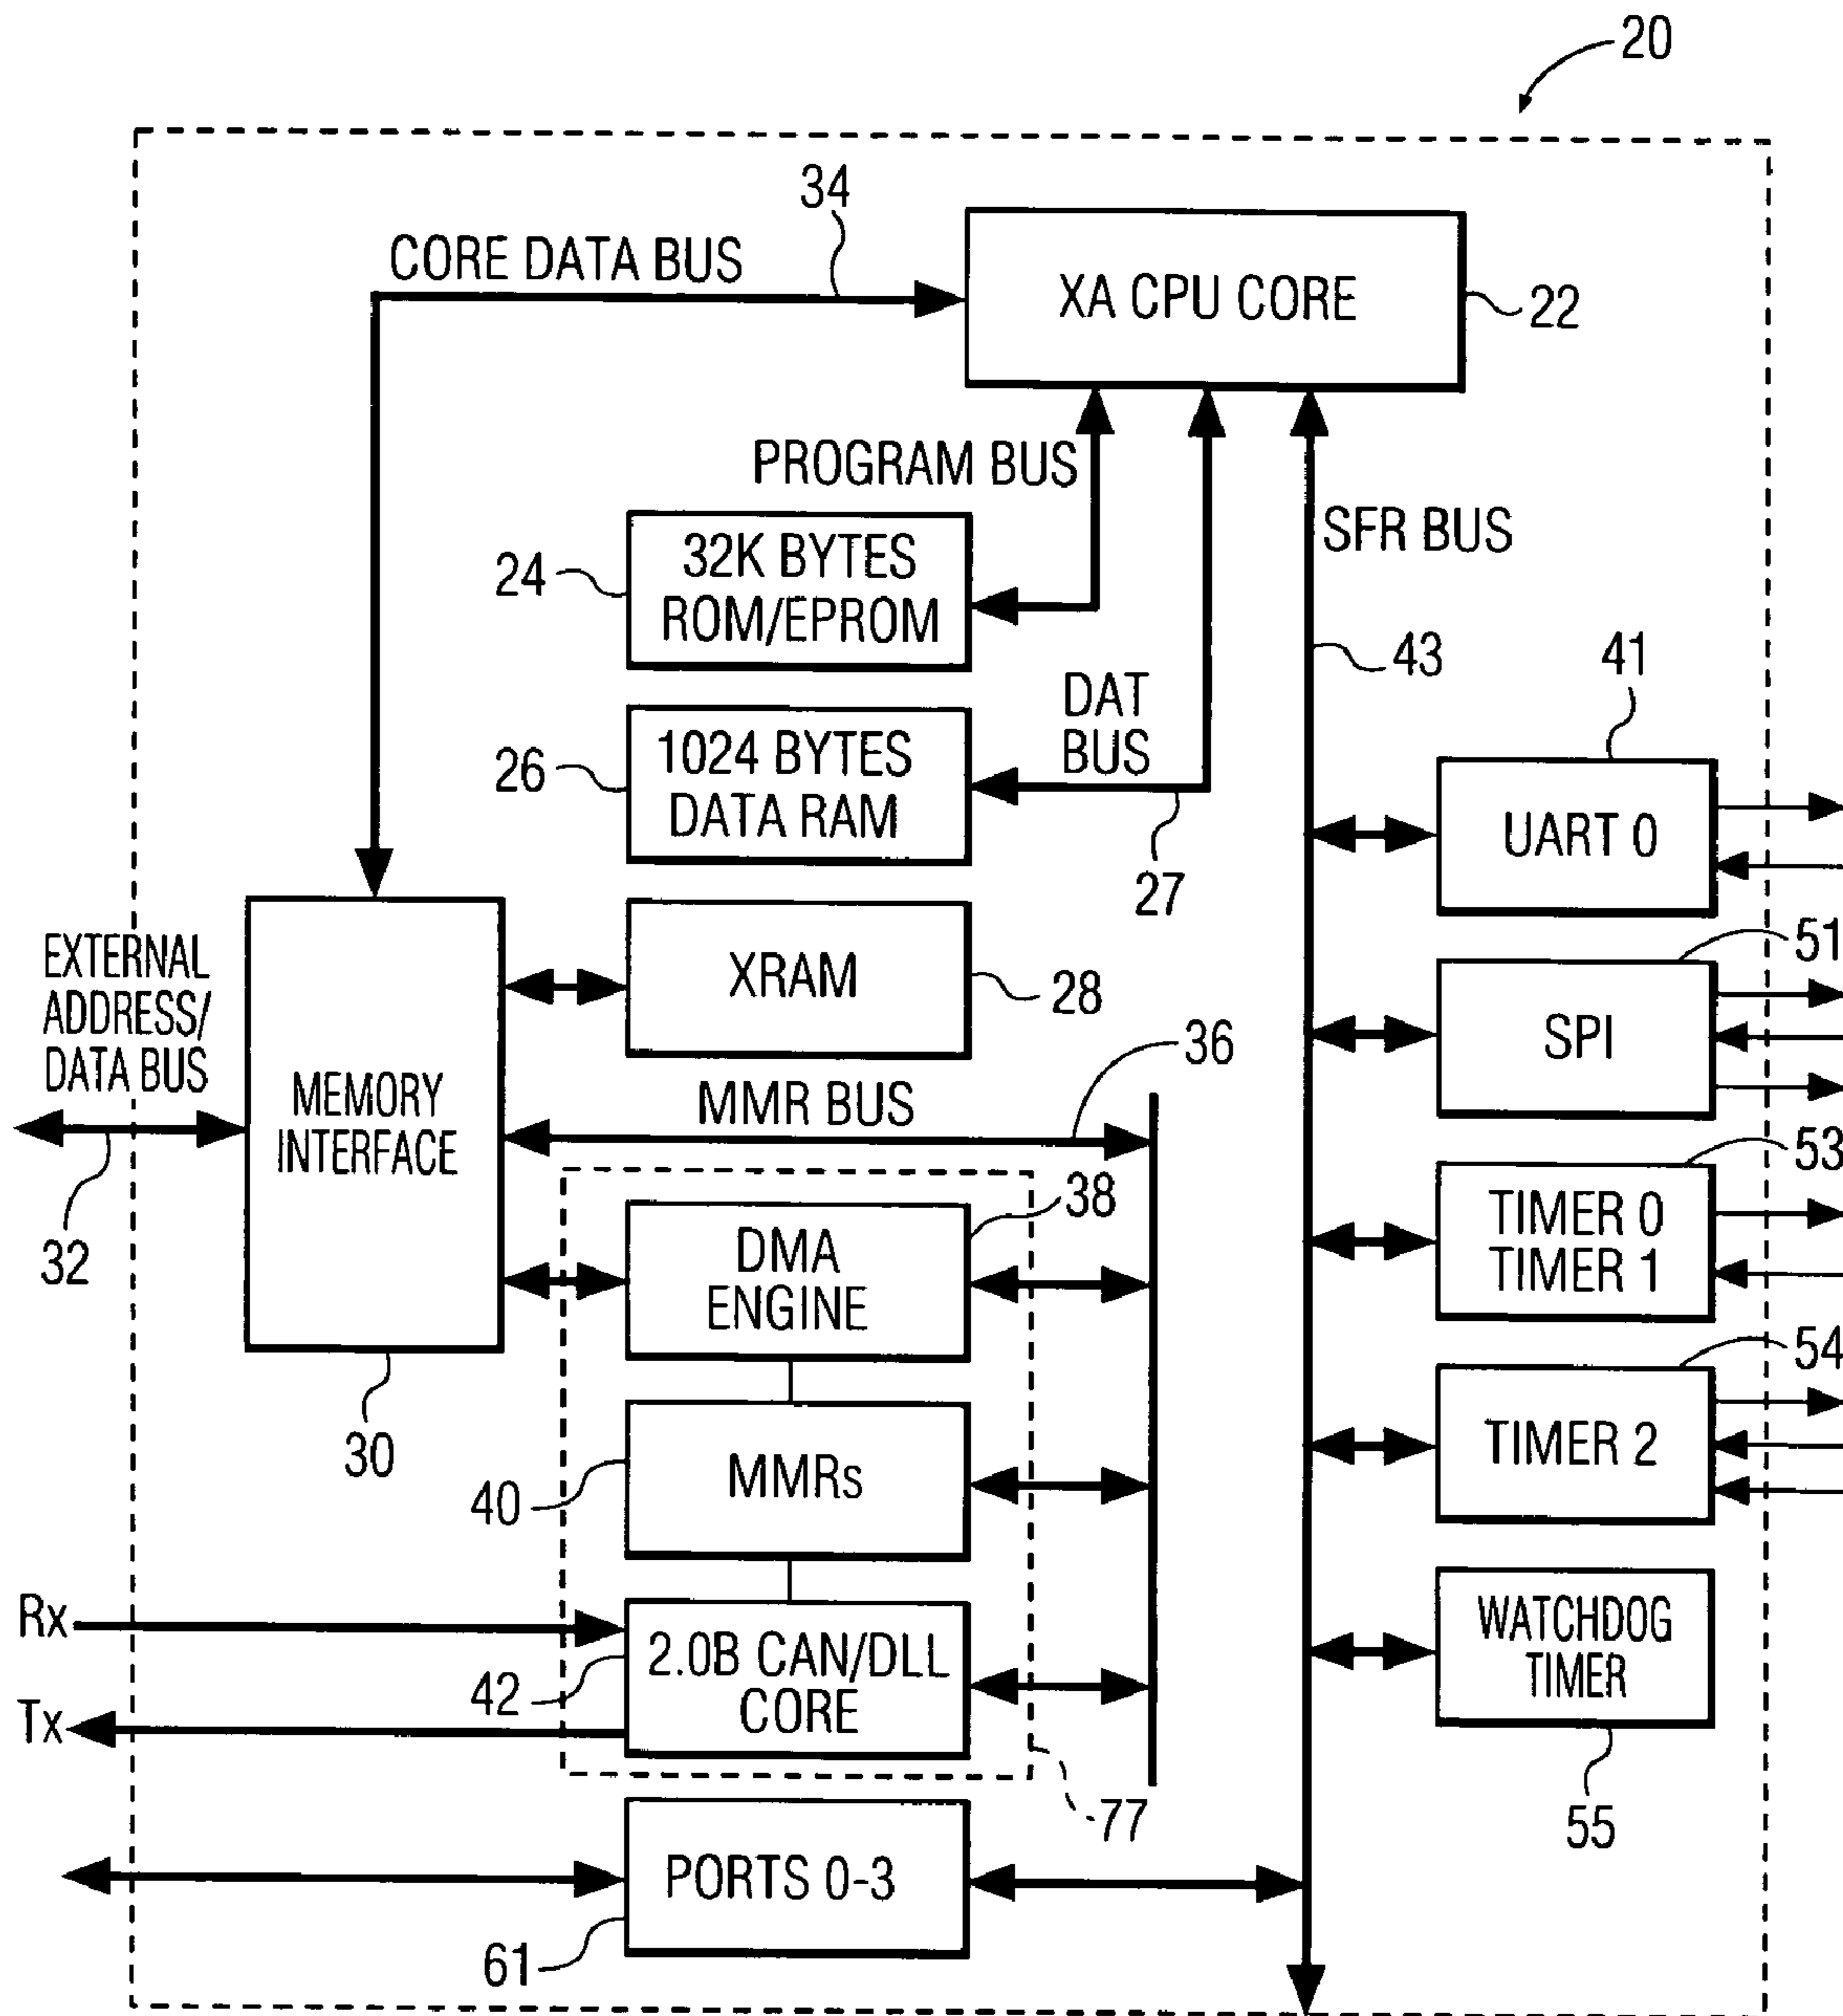 20
34
CORE DATA BUS
XA CPU CORE
22
PROGRAM BUS
SFR BUS
24
32K BYTES
ROM/EPROM
43
41
DAT
BUS
26
1024 BYTES
DATA RAM
27
UART 0
EXTERNAL
ADDRESS/
DATA BUS
XRAM
28
51
SPI
36
MMR BUS
MEMORY
INTERFACE
32
38
DMA
ENGINE
53
TIMER 0
TIMER 1
30
54
40
MMRs
TIMER 2
Rx
42
2.0B CAN/DLL
CORE
Tx
WATCHDOG
TIMER
77
55
PORTS 0-3
61